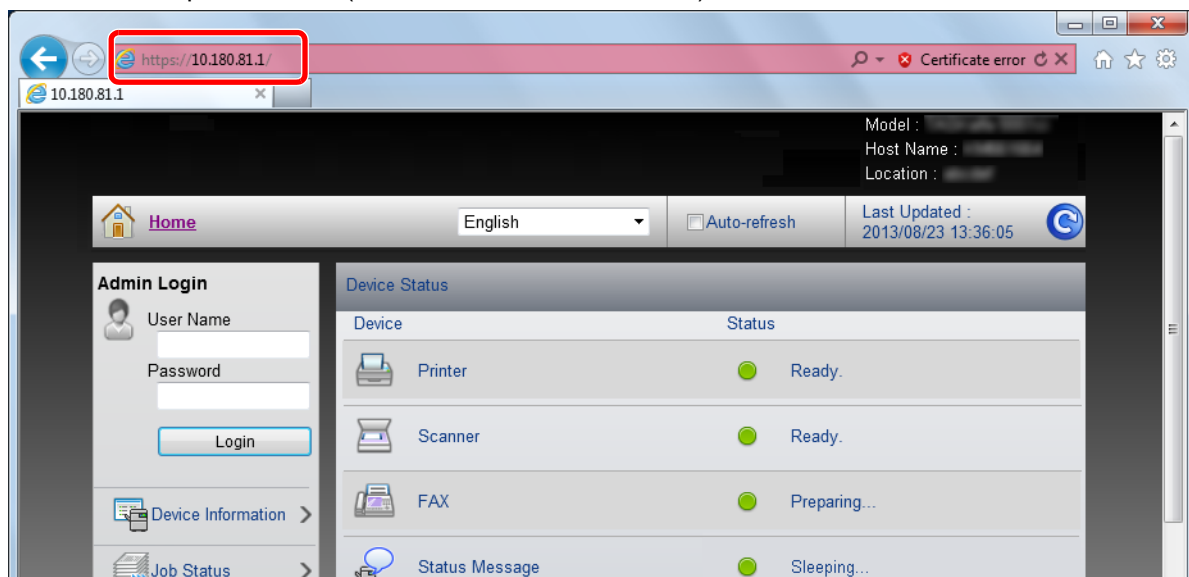 https://10.180.81.1/
Certificate error
10.180.81.1
Model :
Host Name :
Location :
Home
English
Auto-refresh
Last Updated :
2013/08/23 13:36:05
Admin Login
User Name
Password
Login
Device Information
Job Status
Device Status
Device Status
Printer Ready.
Scanner Ready.
FAX Preparing...
Status Message Sleeping...